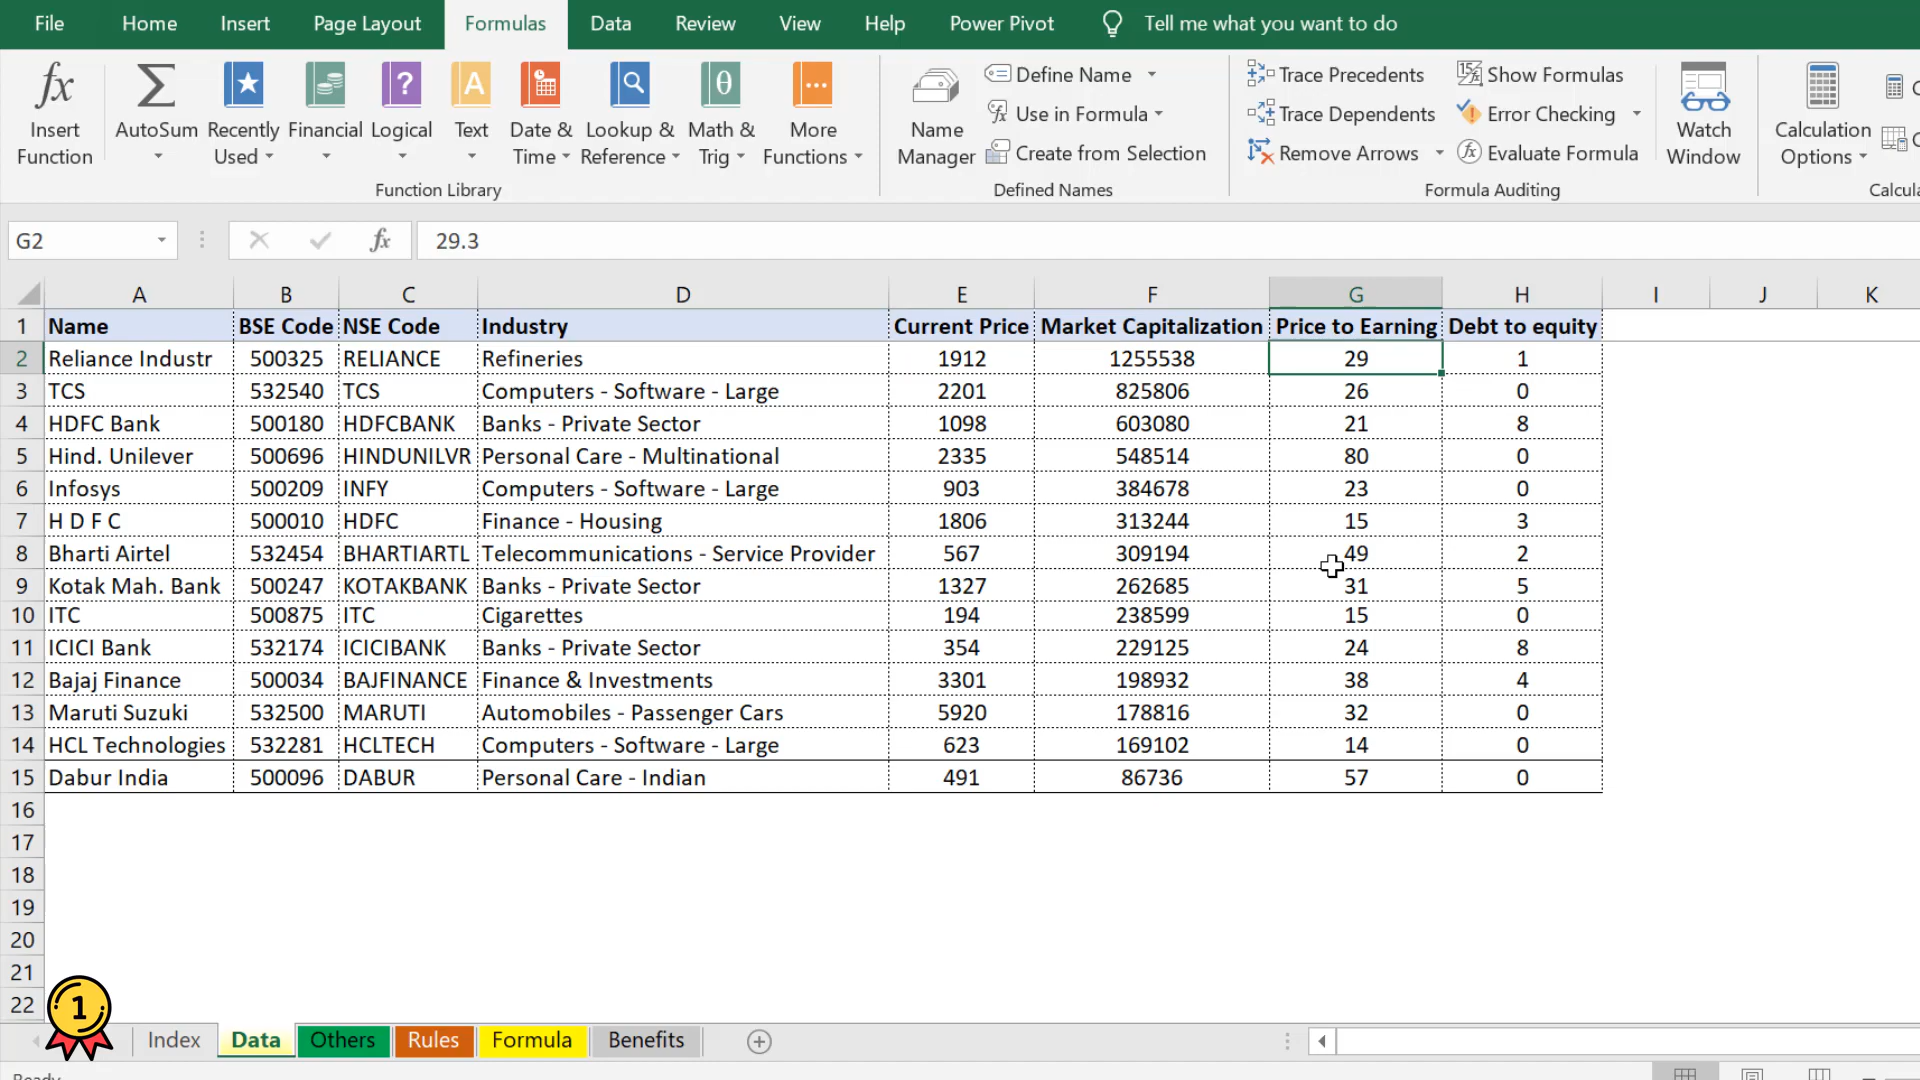 File Home Insert Page Layout Formulas Data Review View Help Power Pivot Tell me what you want to do
fx Σ ★ ? A θ ...
Insert Function
AutoSum
Recently Used
Financial
Logical
Text
Date & Time
Lookup & Reference
Math & Trig
More Functions
Function Library
Name Manager
Define Name
Use in Formula
Create from Selection
Defined Names
Trace Precedents
Trace Dependents
Remove Arrows
Show Formulas
Error Checking
Evaluate Formula
Formula Auditing
Watch Window
Calculation Options
Calcula
G2 fx 29.3
A B C D E F G H I J K
1 Name BSE Code NSE Code Industry Current Price Market Capitalization Price to Earning Debt to equity
2 Reliance Industr 500325 RELIANCE Refineries 1912 1255538 29 1
3 TCS 532540 TCS Computers - Software - Large 2201 825806 26 0
4 HDFC Bank 500180 HDFCBANK Banks - Private Sector 1098 603080 21 8
5 Hind. Unilever 500696 HINDUNILVR Personal Care - Multinational 2335 548514 80 0
6 Infosys 500209 INFY Computers - Software - Large 903 384678 23 0
7 H D F C 500010 HDFC Finance - Housing 1806 313244 15 3
8 Bharti Airtel 532454 BHARTIARTL Telecommunications - Service Provider 567 309194 49 2
9 Kotak Mah. Bank 500247 KOTAKBANK Banks - Private Sector 1327 262685 31 5
10 ITC 500875 ITC Cigarettes 194 238599 15 0
11 ICICI Bank 532174 ICICIBANK Banks - Private Sector 354 229125 24 8
12 Bajaj Finance 500034 BAJFINANCE Finance & Investments 3301 198932 38 4
13 Maruti Suzuki 532500 MARUTI Automobiles - Passenger Cars 5920 178816 32 0
14 HCL Technologies 532281 HCLTECH Computers - Software - Large 623 169102 14 0
15 Dabur India 500096 DABUR Personal Care - Indian 491 86736 57 0
16
17
18
19
20
21
22
1
Index Data Others Rules Formula Benefits
Ready